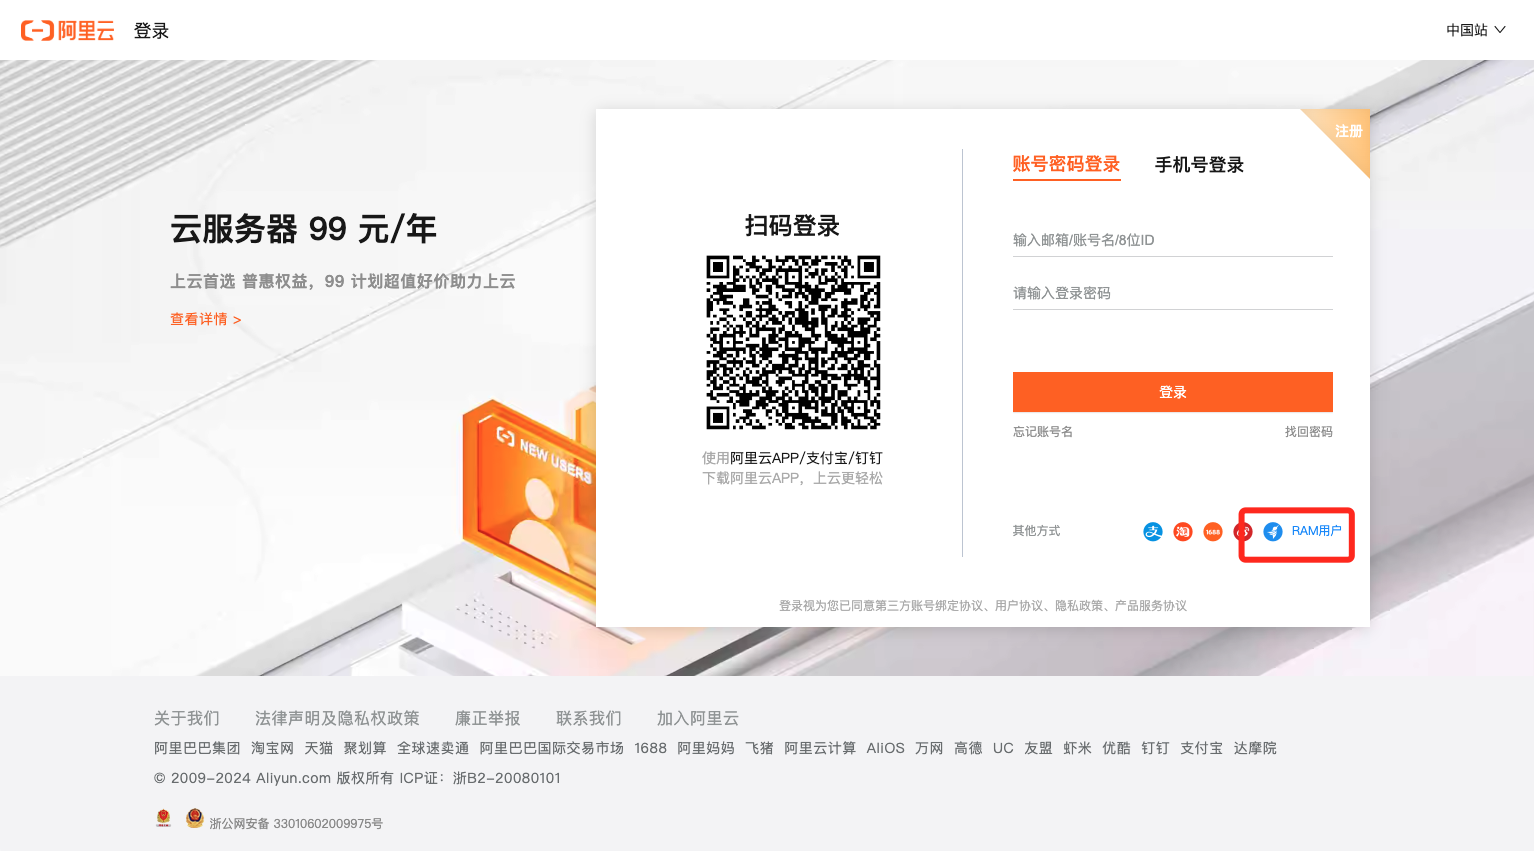 阿里云 登录
中国站
注册
账号密码登录 手机号登录
云服务器 99 元/年
上云首选 普惠权益，99 计划超值好价助力上云
查看详情 >
NEW USERS
扫码登录
使用阿里云APP/支付宝/钉钉
下载阿里云APP，上云更轻松
输入邮箱/账号名/8位ID
请输入登录密码
登录
忘记账号名 找回密码
其他方式 支 淘 1688 RAM用户
登录视为您已同意第三方账号绑定协议、用户协议、隐私政策、产品服务协议
关于我们 法律声明及隐私权政策 廉正举报 联系我们 加入阿里云
阿里巴巴集团 淘宝网 天猫 聚划算 全球速卖通 阿里巴巴国际交易市场 1688 阿里妈妈 飞猪 阿里云计算 AliOS 万网 高德 UC 友盟 虾米 优酷 钉钉 支付宝 达摩院
© 2009-2024 Aliyun.com 版权所有 ICP证：浙B2-20080101
浙公网安备 33010602009975号